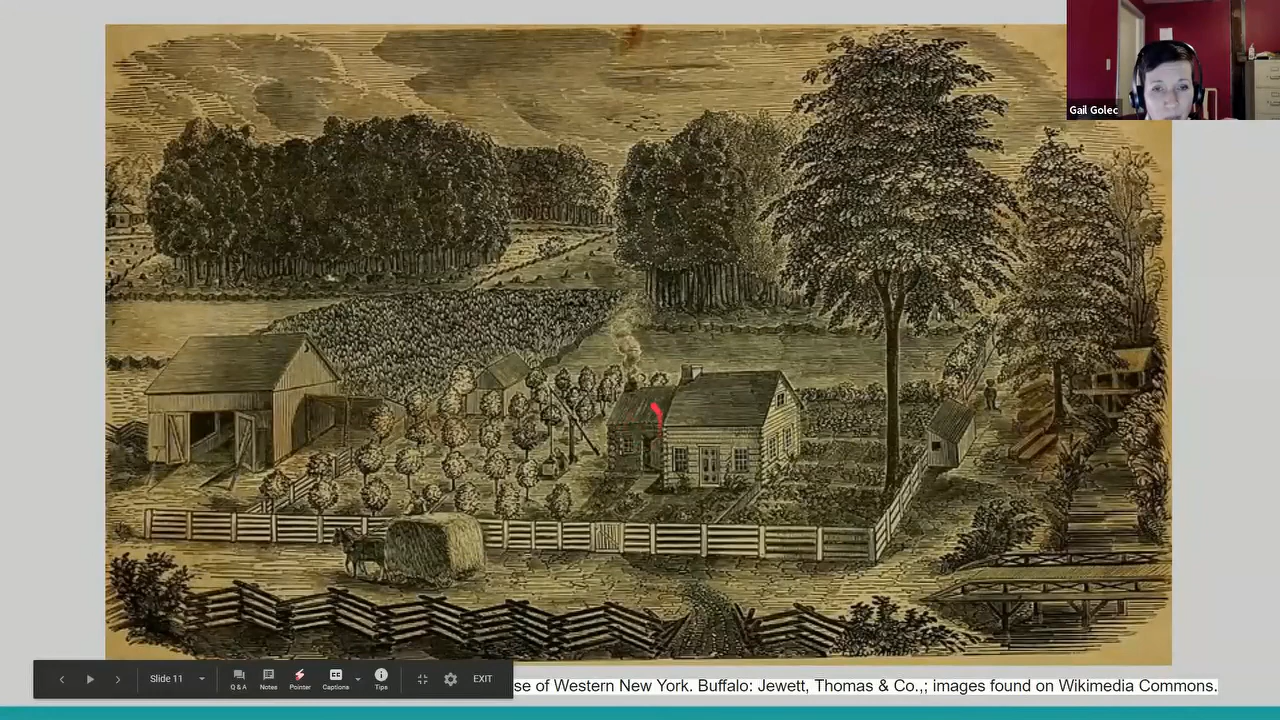 Gail Golec
Slide 11
Q & A
Notes
Pointer
Captions
Tips
EXIT
se of Western New York. Buffalo: Jewett, Thomas & Co.,; images found on Wikimedia Commons.